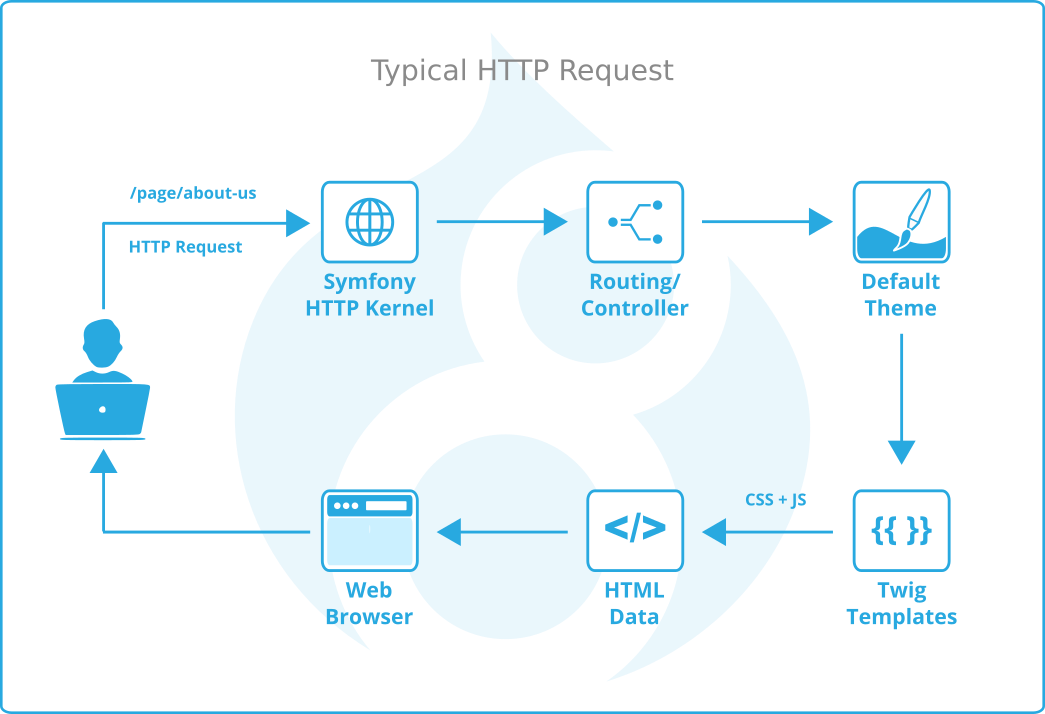 Typical HTTP Request
/page/about-us
HTTP Request
Symfony
HTTP Kernel
Routing/
Controller
Default
Theme
CSS + JS
{{ }}
Twig
Templates
</>
HTML
Data
Web
Browser